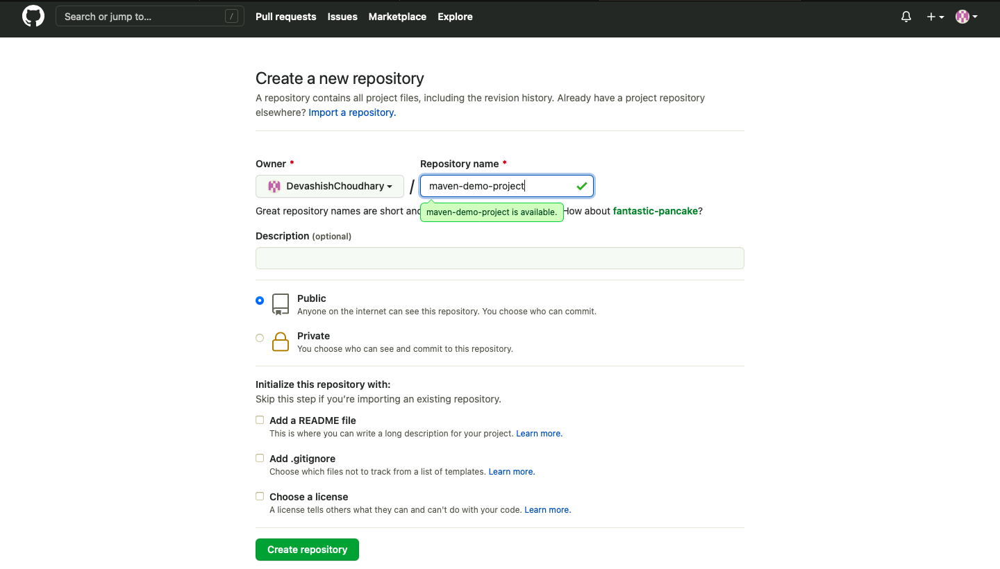 Search or jump to... /
Pull requests Issues Marketplace Explore
Create a new repository
A repository contains all project files, including the revision history. Already have a project repository
elsewhere? Import a repository.
Owner * Repository name *
DevashishChoudhary / maven-demo-project
Great repository names are short and How about fantastic-pancake?
maven-demo-project is available.
Description (optional)
Public
Anyone on the internet can see this repository. You choose who can commit.
Private
You choose who can see and commit to this repository.
Initialize this repository with:
Skip this step if you’re importing an existing repository.
Add a README file
This is where you can write a long description for your project. Learn more.
Add .gitignore
Choose which files not to track from a list of templates. Learn more.
Choose a license
A license tells others what they can and can't do with your code. Learn more.
Create repository